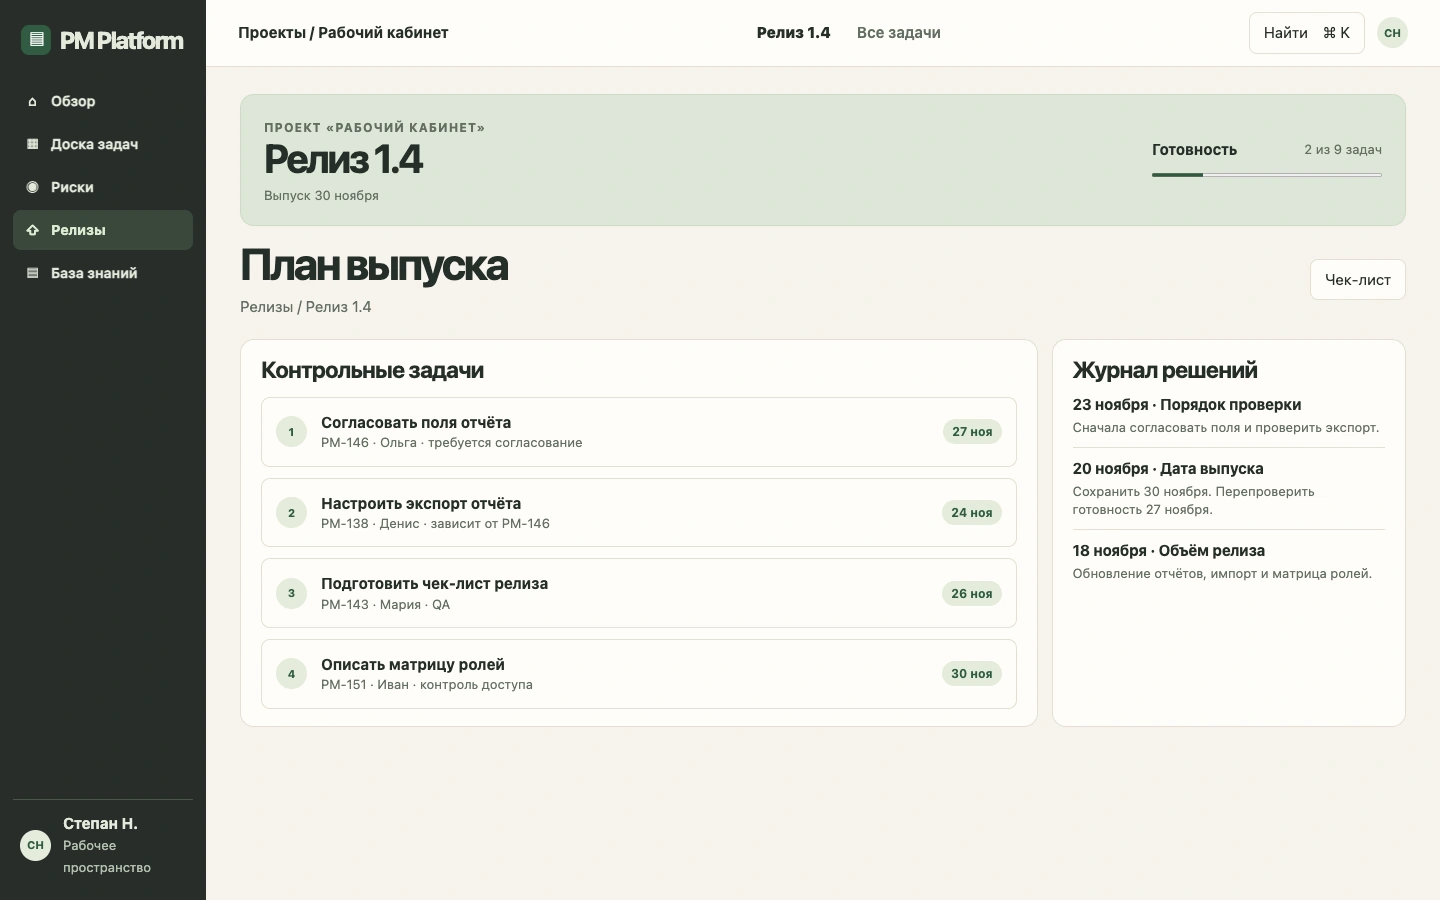 PM Platform
Обзор
Доска задач
Риски
Релизы
База знаний
Степан Н.
СН
Рабочее
пространство
Проекты / Рабочий кабинет
Релиз 1.4
Все задачи
Найти ⌘ K
СН
ПРОЕКТ «РАБОЧИЙ КАБИНЕТ»
Релиз 1.4
Выпуск 30 ноября
Готовность
2 из 9 задач
План выпуска
Релизы / Релиз 1.4
Чек-лист
Контрольные задачи
1
Согласовать поля отчёта
PM-146 · Ольга · требуется согласование
27 ноя
2
Настроить экспорт отчёта
PM-138 · Денис · зависит от PM-146
24 ноя
3
Подготовить чек-лист релиза
PM-143 · Мария · QA
26 ноя
4
Описать матрицу ролей
PM-151 · Иван · контроль доступа
30 ноя
Журнал решений
23 ноября · Порядок проверки
Сначала согласовать поля и проверить экспорт.
20 ноября · Дата выпуска
Сохранить 30 ноября. Перепроверить
готовность 27 ноября.
18 ноября · Объём релиза
Обновление отчётов, импорт и матрица ролей.